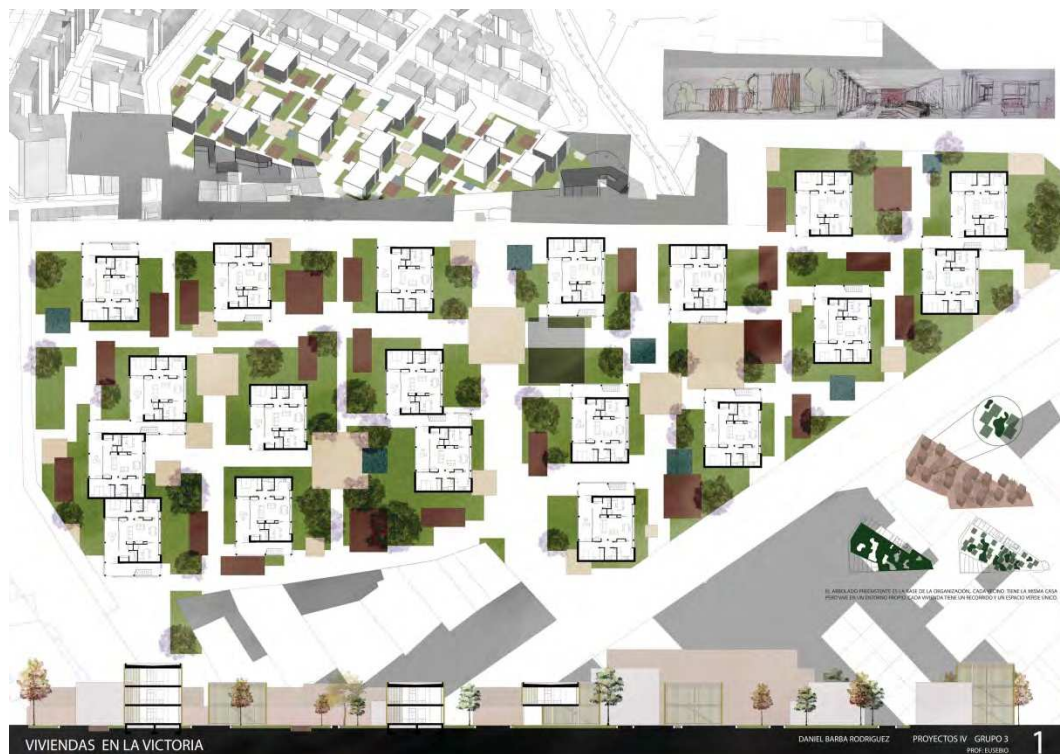 EL ARBOLADO PREEXISTENTE ES LA BASE DE LA ORGANIZACIÓN. CADA VECINO TIENE LA MISMA CASA
PERO VIVE EN UN ENTORNO PROPIO. CADA VIVIENDA TIENE UN RECORRIDO Y UN ESPACIO VERDE ÚNICO.
VIVIENDAS EN LA VICTORIA
DANIEL BARBA RODRIGUEZ PROYECTOS IV GRUPO 3
PROF: EUSEBIO
1